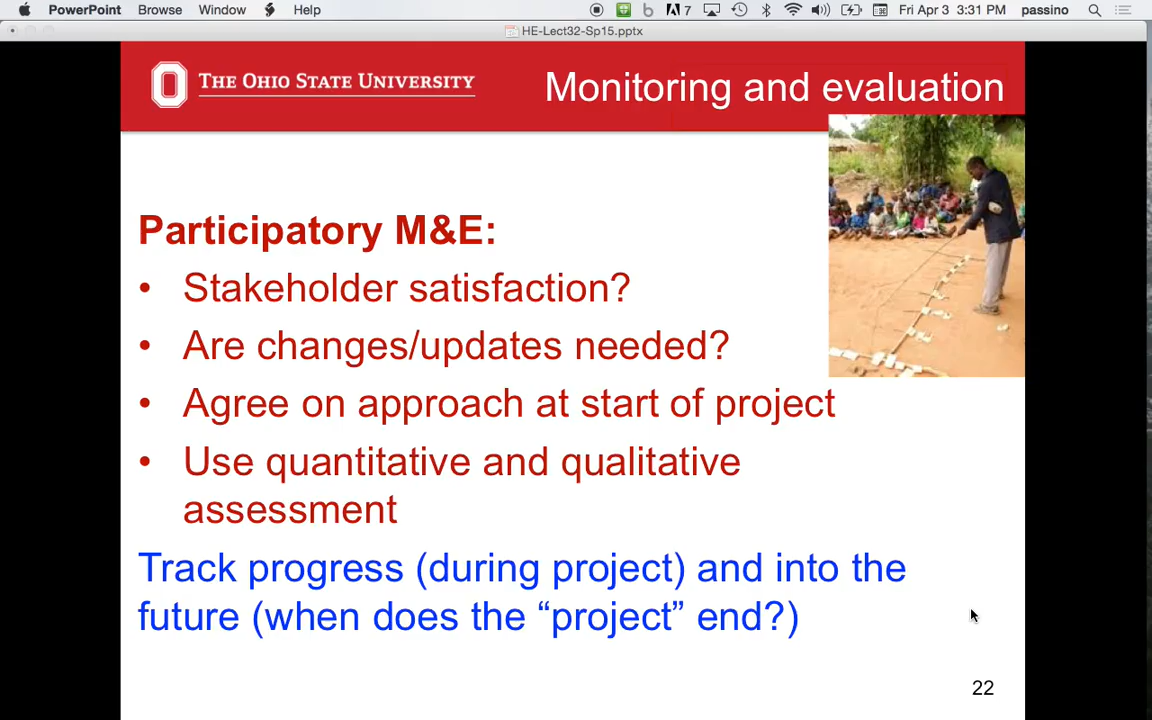 PowerPoint Browse Window Help 7 Fri Apr 3 3:31 PM passino
HE-Lect32-Sp15.pptx
THE OHIO STATE UNIVERSITY
Monitoring and evaluation
Participatory M&E:
• Stakeholder satisfaction?
• Are changes/updates needed?
• Agree on approach at start of project
• Use quantitative and qualitative
assessment
Track progress (during project) and into the
future (when does the “project” end?)
22